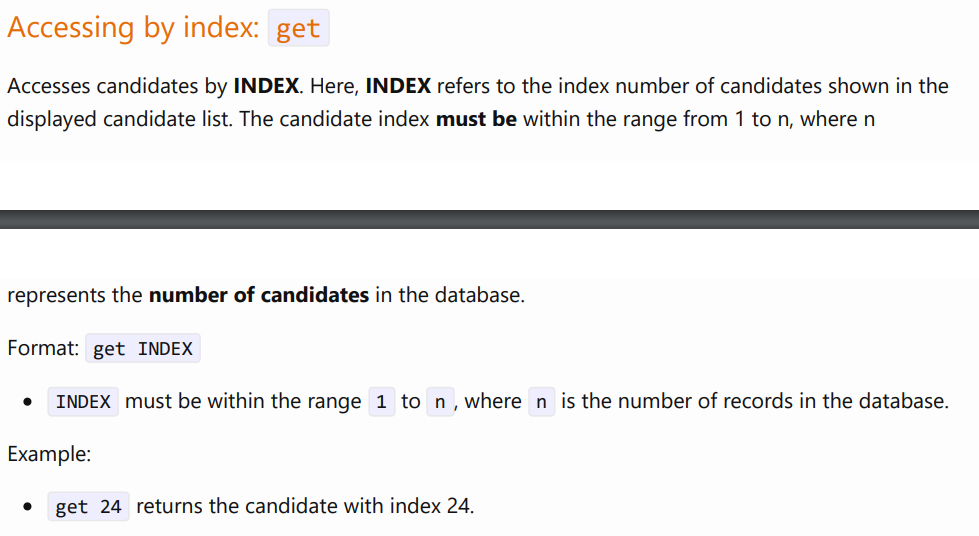 Accessing by index: get
Accesses candidates by INDEX. Here, INDEX refers to the index number of candidates shown in the
displayed candidate list. The candidate index must be within the range from 1 to n, where n
represents the number of candidates in the database.
Format: get INDEX
• INDEX must be within the range 1 to n, where n is the number of records in the database.
Example:
• get 24 returns the candidate with index 24.